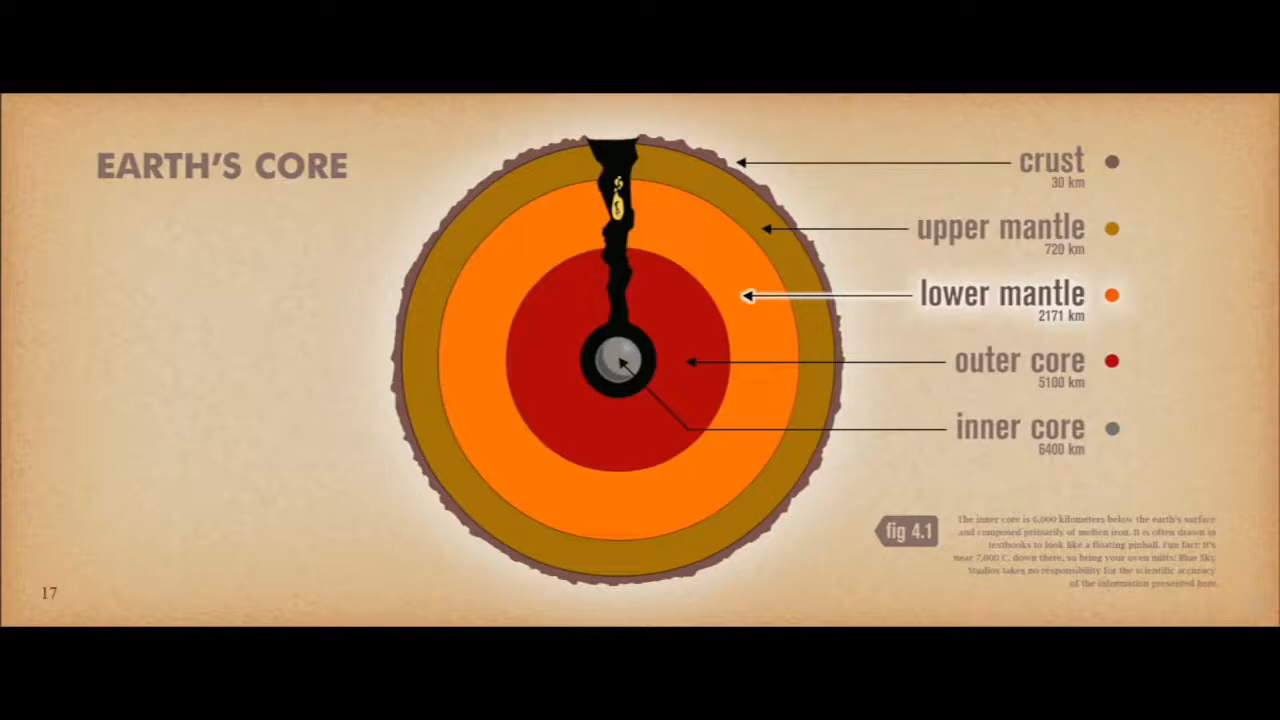 EARTH'S CORE
crust
30 km
upper mantle
720 km
lower mantle
2171 km
outer core
5100 km
inner core
6400 km
fig 4.1
The inner core is 6,000 kilometers below the earth's surface
and composed primarily of molten iron. It is often drawn in
textbooks to look like a floating pinball. Fun fact: It's
near 7,000 C. down there, so bring your oven mitts! Blue Sky
Studios takes no responsibility for the scientific accuracy
of the information presented here.
17